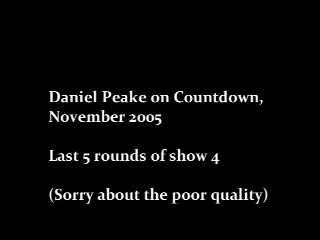 Daniel Peake on Countdown,
November 2005
Last 5 rounds of show 4
(Sorry about the poor quality)